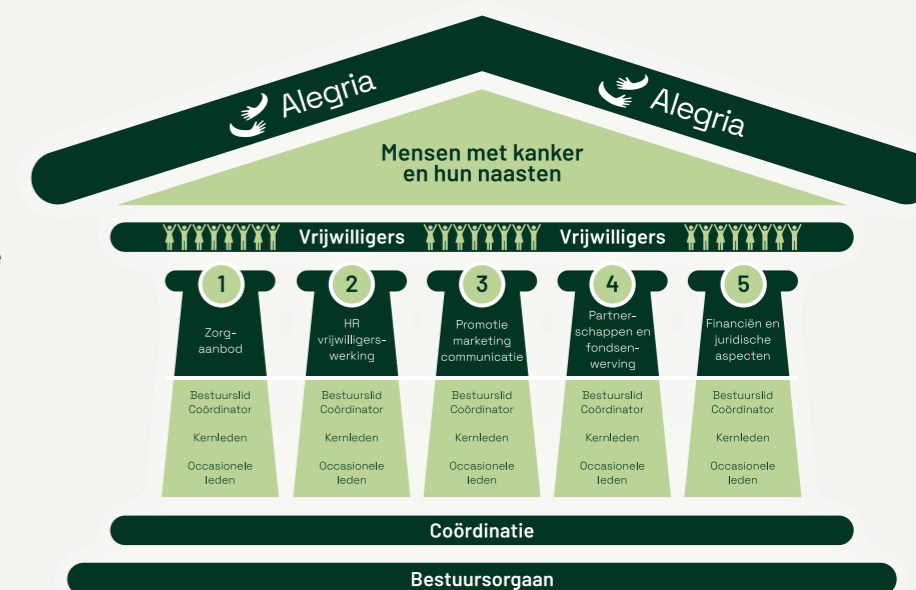 Alegria
Alegria
Mensen met kanker
en hun naasten
Vrijwilligers
Vrijwilligers
1
2
3
4
5
Zorg-
aanbod
HR
vrijwilligers-
werking
Promotie
marketing
communicatie
Partner-
schappen en
fondsen-
werving
Financiën en
juridische
aspecten
Bestuurslid
Coördinator
Kernleden
Occasionele
leden
Bestuurslid
Coördinator
Kernleden
Occasionele
leden
Bestuurslid
Coördinator
Kernleden
Occasionele
leden
Bestuurslid
Coördinator
Kernleden
Occasionele
leden
Bestuurslid
Coördinator
Kernleden
Occasionele
leden
Coördinatie
Bestuursorgaan